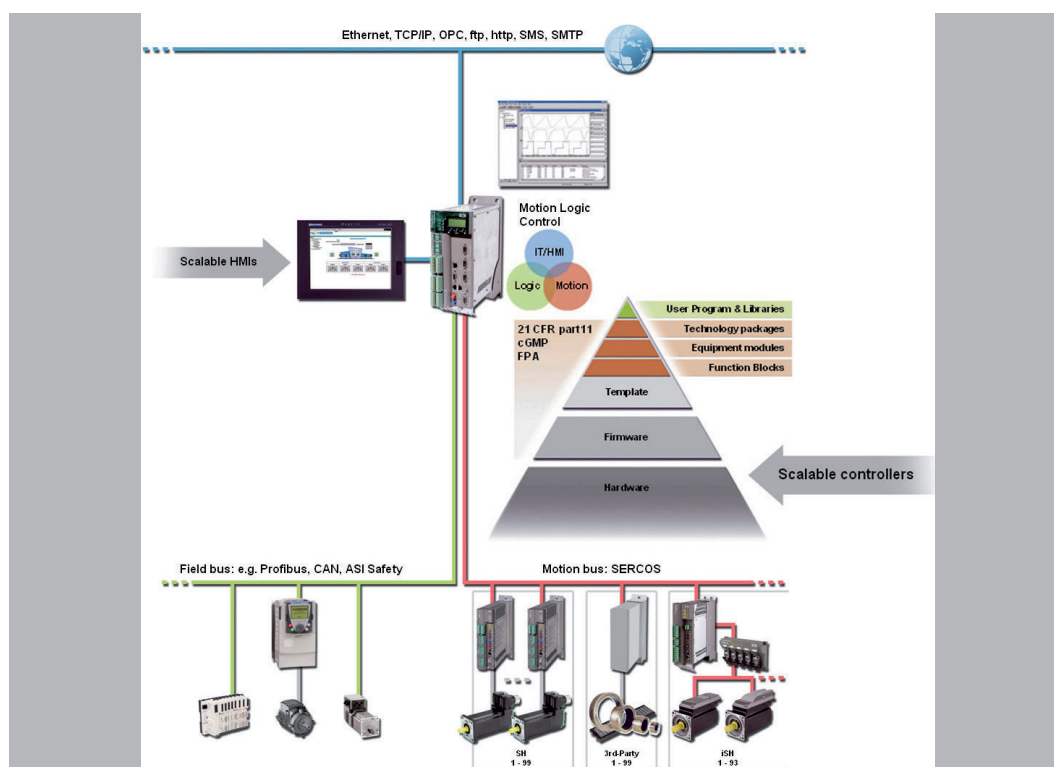 Ethernet, TCP/IP, OPC, ftp, http, SMS, SMTP
Motion Logic
Control
Scalable HMIs
IT/HMI
Logic
Motion
21 CFR part11
cGMP
FPA
User Program & Libraries
Technology packages
Equipment modules
Function Blocks
Template
Firmware
Hardware
Scalable controllers
Field bus: e.g. Profibus, CAN, ASI Safety
Motion bus: SERCOS
SH
1 - 99
3rd-Party
1 - 99
iSH
1 - 93